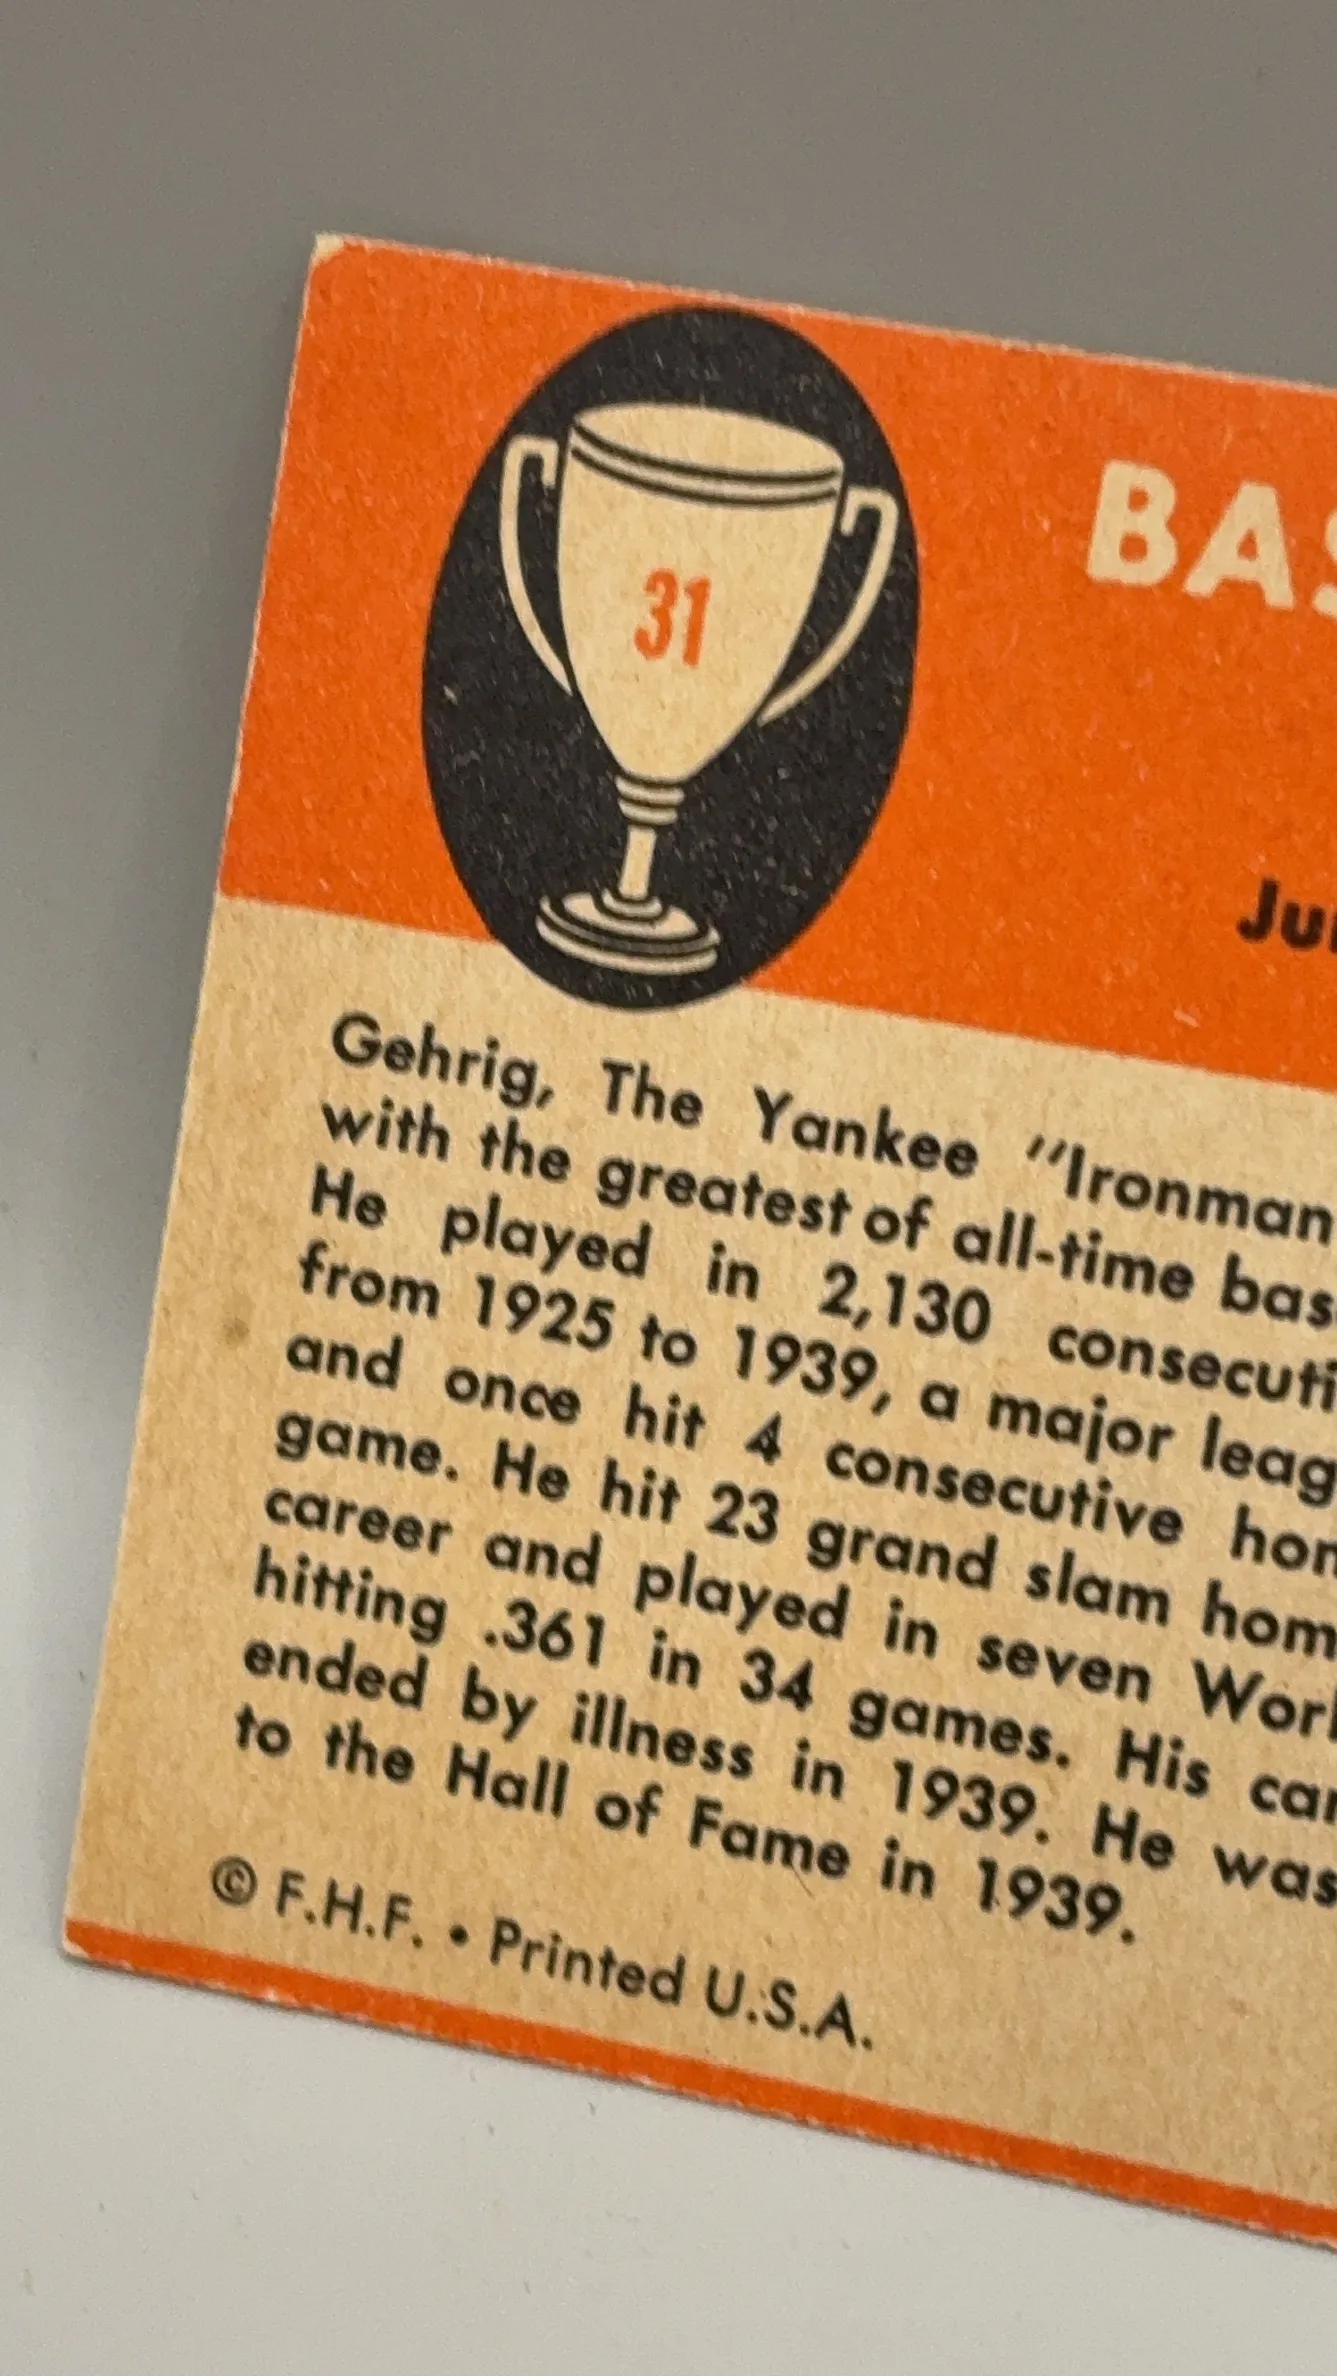 31
BAS
Gehrig, The Yankee "Ironman
with the greatest of all-time bas
He played in 2,130 consecuti
from 1925 to 1939, a major leag
and once hit 4 consecutive hom
game. He hit 23 grand slam hom
career and played in seven Worl
hitting .361 in 34 games. His car
ended by illness in 1939. He was
to the Hall of Fame in 1939.
© F.H.F. • Printed U.S.A.